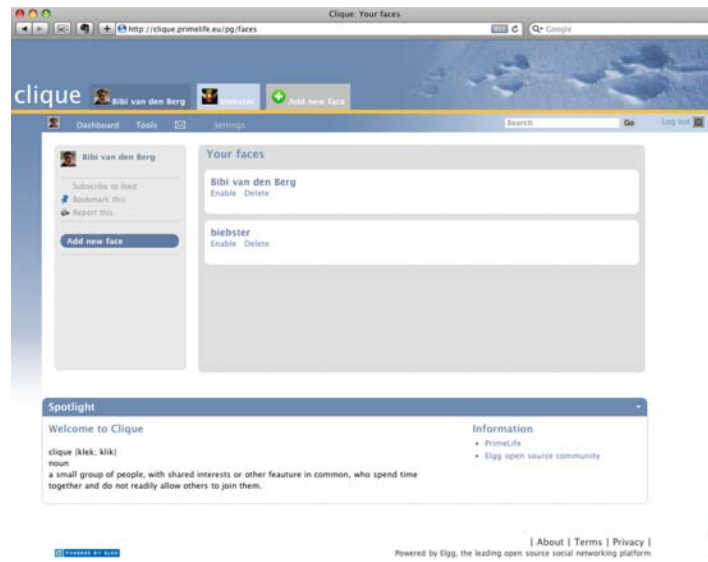 Clique: Your faces
http://clique.primelife.eu/pg/faces
RSS
Google
clique
Bibi van den Berg
biebster
Add new face
Dashboard Tools Settings
Search
Go
Log out
Bibi van den Berg
Subscribe to feed
Bookmark this
Report this
Add new face
Your faces
Bibi van den Berg
Enable Delete
biebster
Enable Delete
Spotlight
Welcome to Clique
clique |klek; klik|
noun
a small group of people, with shared interests or other feauture in common, who spend time
together and do not readily allow others to join them.
Information
• PrimeLife
• Elgg open source community
POWERED BY ELGG
| About | Terms | Privacy |
Powered by Elgg, the leading open source social networking platform